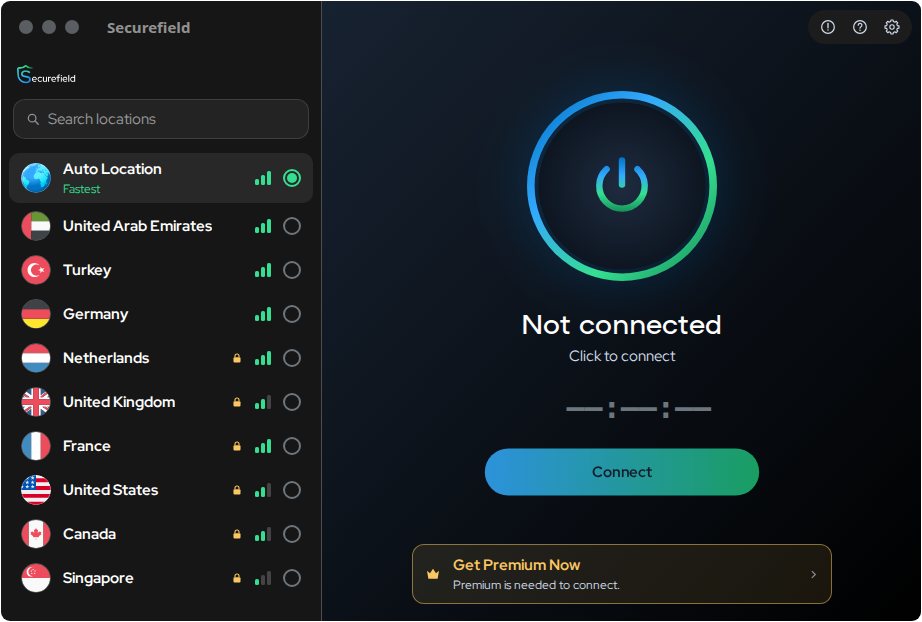 Securefield
Securefield
Search locations
Auto Location
Fastest
United Arab Emirates
Turkey
Germany
Netherlands
United Kingdom
France
United States
Canada
Singapore
Not connected
Click to connect
––:––:––
Connect
Get Premium Now
Premium is needed to connect.